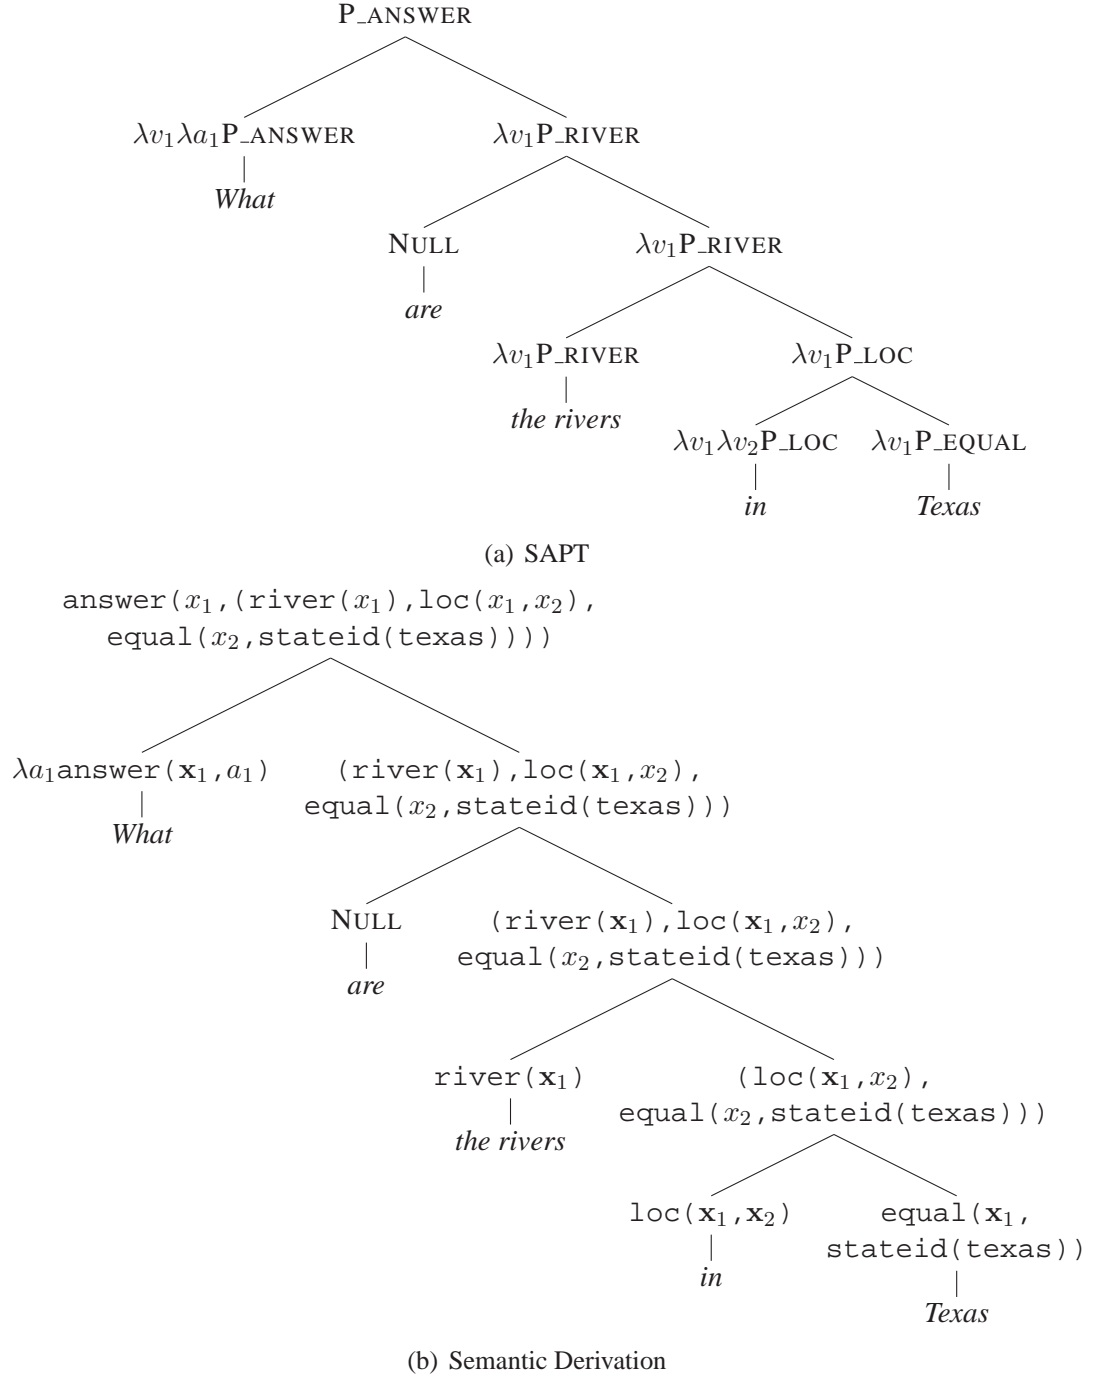 P_ANSWER
λv₁λa₁P_ANSWER λv₁P_RIVER
What
NULL λv₁P_RIVER
are
λv₁P_RIVER λv₁P_LOC
the rivers
λv₁λv₂P_LOC λv₁P_EQUAL
in Texas
(a) SAPT
answer(x₁,(river(x₁),loc(x₁,x₂),
equal(x₂,stateid(texas))))
λa₁answer(x₁,a₁) (river(x₁),loc(x₁,x₂),
equal(x₂,stateid(texas)))
What
NULL (river(x₁),loc(x₁,x₂),
equal(x₂,stateid(texas)))
are
river(x₁) (loc(x₁,x₂),
equal(x₂,stateid(texas)))
the rivers
loc(x₁,x₂) equal(x₁,
stateid(texas))
in
Texas
(b) Semantic Derivation